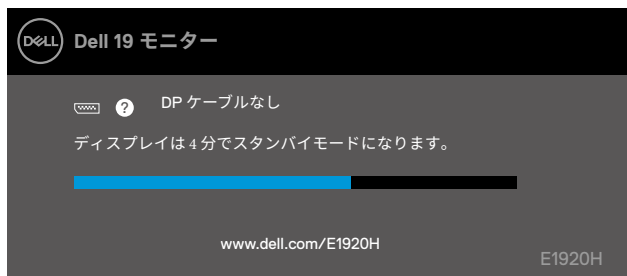 DELL Dell 19 モニター
DP ケーブルなし
ディスプレイは 4 分でスタンバイモードになります。
www.dell.com/E1920H
E1920H